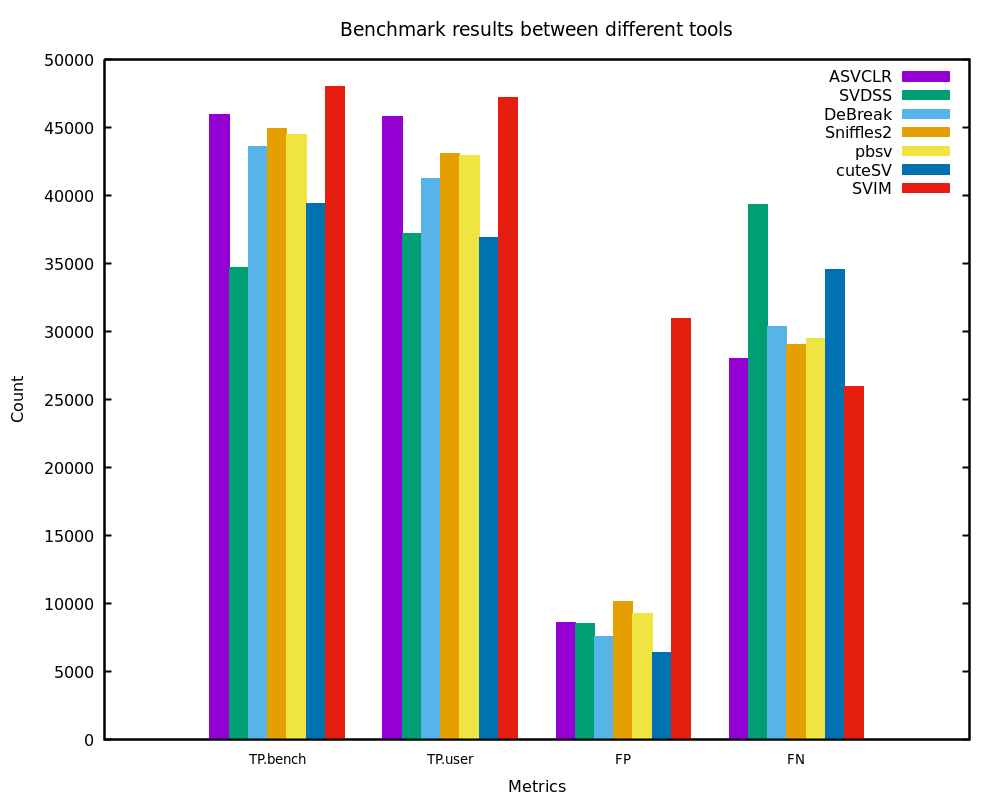 Benchmark results between different tools
50000
45000
40000
35000
30000
25000
20000
15000
10000
5000
0
Count
ASVCLR
SVDSS
DeBreak
Sniffles2
pbsv
cuteSV
SVIM
TP.bench
TP.user
FP
FN
Metrics